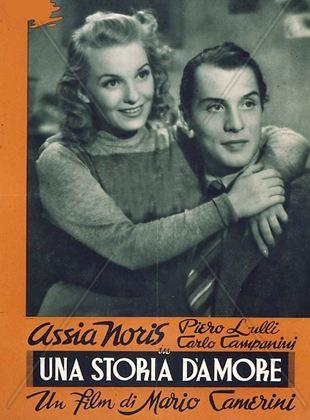 Assia Noris Piero Lulli
in Carlo Campanini
UNA STORIA D'AMORE
Un Film di Mario Camerini